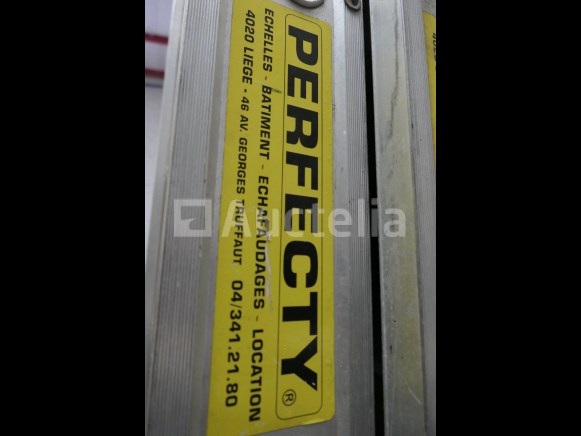 PERFECTY ®
ECHELLES - BATIMENT - ECHAFAUDAGES - LOCATION
4020 LIEGE - 46 AV. GEORGES TRUFFAUT 04/341.21.80
Auctelia